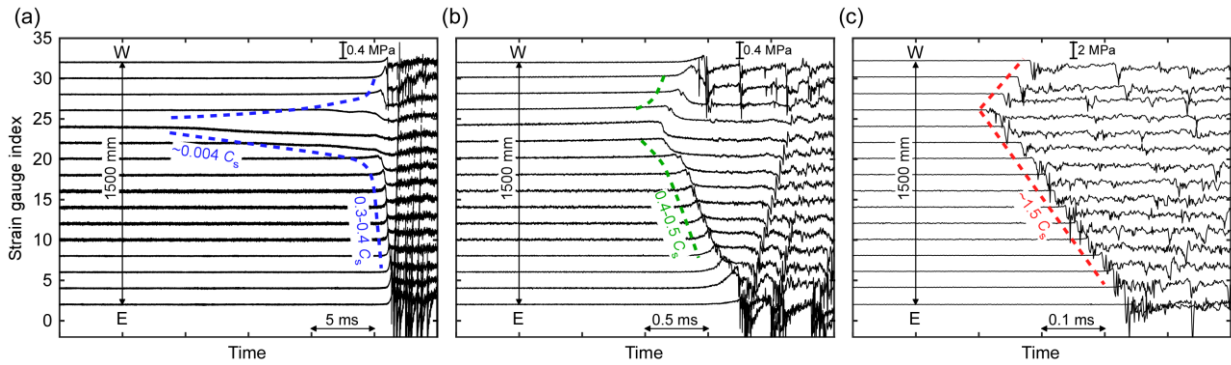 (a)
(b)
(c)
35
30
25
20
15
10
5
0
Strain gauge index
W
0.4 MPa
1500 mm
~0.004 Cs
0.3-0.4 Cs
E
5 ms
Time
W
0.4 MPa
1500 mm
0.4-0.5 Cs
E
0.5 ms
Time
W
2 MPa
1500 mm
~1.5 Cs
E
0.1 ms
Time